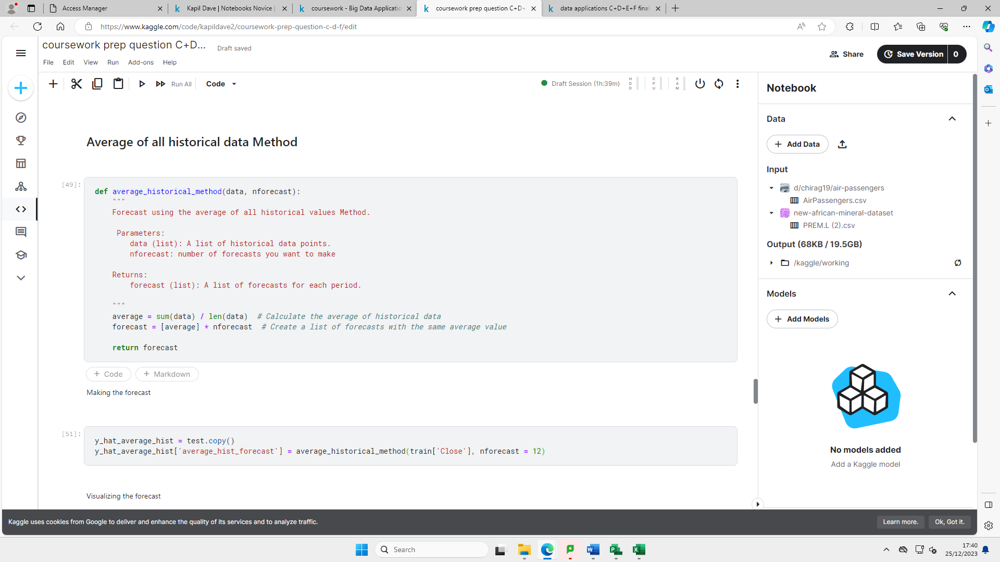 Access Manager
Kapil Dave | Notebooks Novice |
coursework - Big Data Applicatio
coursework prep question C+D+
data applications C+D+E+F final
https://www.kaggle.com/code/kapildave2/coursework-prep-question-c-d-f/edit
coursework prep question C+D... Draft saved
File Edit View Run Add-ons Help
Share
Save Version 0
Run All Code
Draft Session (1h:39m) HDD CPU RAM
Average of all historical data Method
[49]:
def average_historical_method(data, nforecast):
"""
Forecast using the average of all historical values Method.
Parameters:
data (list): A list of historical data points.
nforecast: number of forecasts you want to make
Returns:
forecast (list): A list of forecasts for each period.
"""
average = sum(data) / len(data) # Calculate the average of historical data
forecast = [average] * nforecast # Create a list of forecasts with the same average value
return forecast
+ Code + Markdown
Making the forecast
[51]:
y_hat_average_hist = test.copy()
y_hat_average_hist['average_hist_forecast'] = average_historical_method(train['Close'], nforecast = 12)
Visualizing the forecast
Notebook
Data
+ Add Data
Input
d/chirag19/air-passengers
AirPassengers.csv
new-african-mineral-dataset
PREM.L (2).csv
Output (68KB / 19.5GB)
/kaggle/working
Models
+ Add Models
No models added
Add a Kaggle model
Kaggle uses cookies from Google to deliver and enhance the quality of its services and to analyze traffic.
Learn more.
Ok, Got it.
Search
17:40
25/12/2023